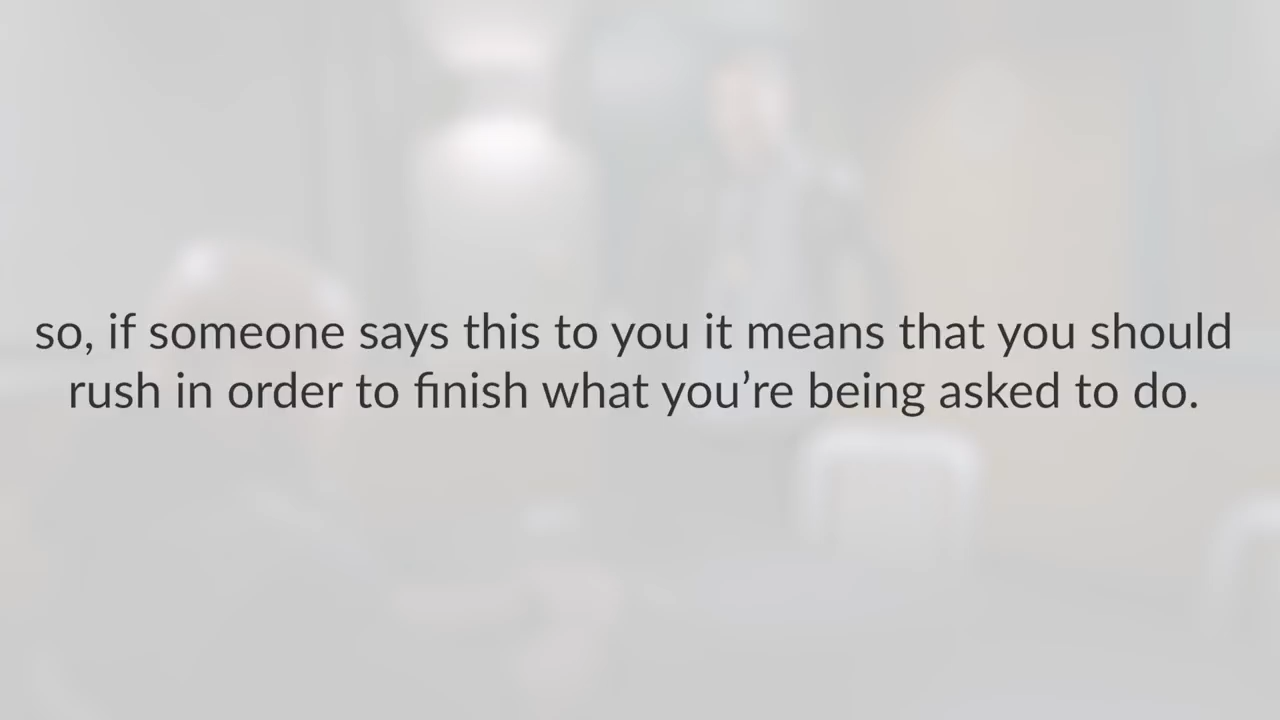 so, if someone says this to you it means that you should
rush in order to finish what you’re being asked to do.